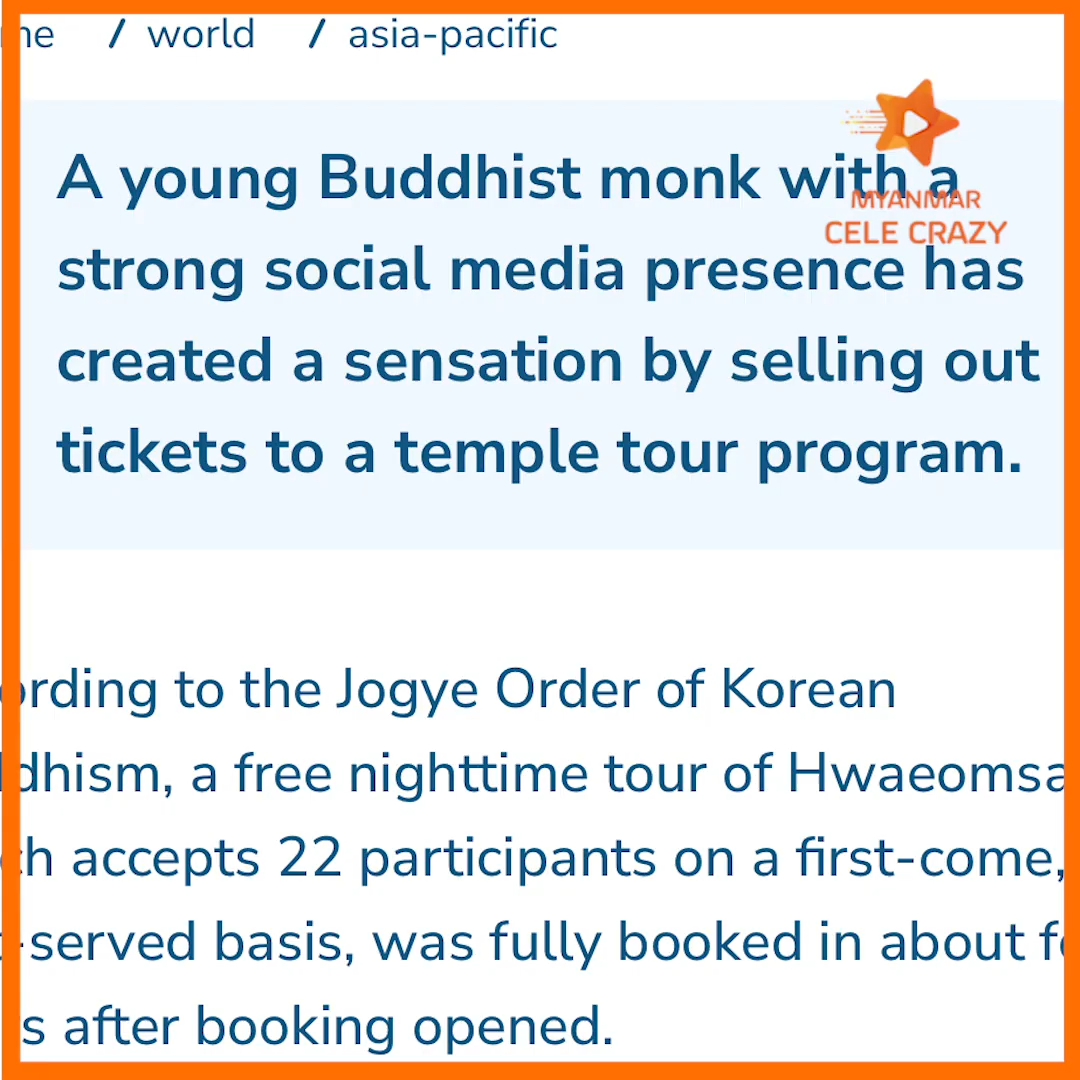 me / world / asia-pacific
MYANMAR
CELE CRAZY
A young Buddhist monk with a
strong social media presence has
created a sensation by selling out
tickets to a temple tour program.
ording to the Jogye Order of Korean
dhism, a free nighttime tour of Hwaeomsa
ch accepts 22 participants on a first-come,
-served basis, was fully booked in about f
s after booking opened.